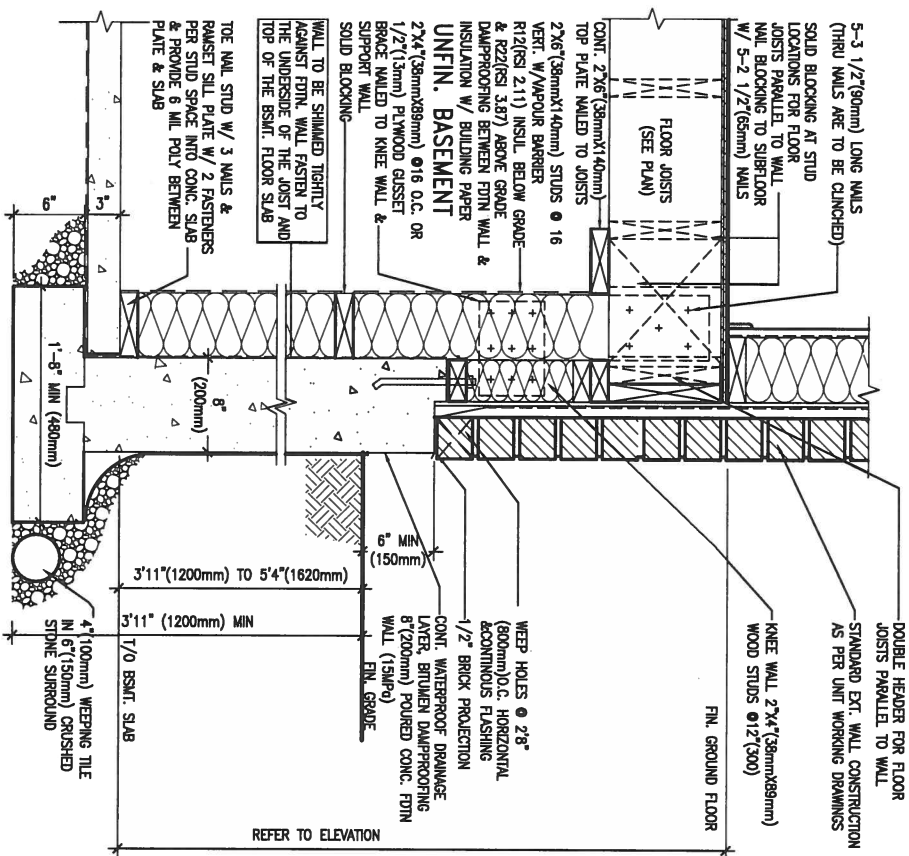 5-3 1/2"(90mm) LONG NAILS
(THRU NAILS ARE TO BE CLINCHED)
SOLID BLOCKING AT STUD
LOCATIONS FOR FLOOR
JOISTS PARALLEL TO WALL
NAIL BLOCKING TO SUBFLOOR
W/ 5-2 1/2"(65mm) NAILS
FLOOR JOISTS
(SEE PLAN)
CONT. 2"X6"(38mmX140mm)
TOP PLATE NAILED TO JOISTS
2"X6"(38mmX140mm) STUDS @ 16
VERT. W/VAPOUR BARRIER
R12(RSI 2.11) INSUL BELOW GRADE
& R22(RSI 3.87) ABOVE GRADE
DAMPROOFING BETWEEN FDTN WALL &
INSULATION W/ BUILDING PAPER
UNFIN. BASEMENT
2"X4"(38mmX89mm) @16 O.C. OR
1/2"(13mm) PLYWOOD GUSSET
BRACE NAILED TO KNEE WALL &
SUPPORT WALL
SOLID BLOCKING
WALL TO BE SHIMMED TIGHTLY
AGAINST FDTN. WALL FASTEN TO
THE UNDERSIDE OF THE JOIST AND
TOP OF THE BSMT. FLOOR SLAB
TOE NAIL STUD W/ 3 NAILS &
RAMSET SILL PLATE W/ 2 FASTENERS
PER STUD SPACE INTO CONC. SLAB
& PROVIDE 6 MIL POLY BETWEEN
PLATE & SLAB
3"
6"
8"
(200mm)
1'-8" MIN (480mm)
DOUBLE HEADER FOR FLOOR
JOISTS PARALLEL TO WALL
STANDARD EXT. WALL CONSTRUCTION
AS PER UNIT WORKING DRAWINGS
KNEE WALL 2"X4"(38mmX89mm)
WOOD STUDS @12"(300)
FIN. GROUND FLOOR
WEEP HOLES @ 2'8"
(800mm)O.C. HORIZONTAL
&CONTINOUS FLASHING
1/2" BRICK PROJECTION
CONT. WATERPROOF DRAINAGE
LAYER, BITUMEN DAMPPROOFING
8"(200mm) POURED CONC. FDTN
WALL (15MPa)
6" MIN
(150mm)
FIN. GRADE
3'11"(1200mm) TO 5'4"(1620mm)
3'11" (1200mm) MIN
T/O BSMT. SLAB
REFER TO ELEVATION
4"(100mm) WEEPING TILE
IN 6"(150mm) CRUSHED
STONE SURROUND